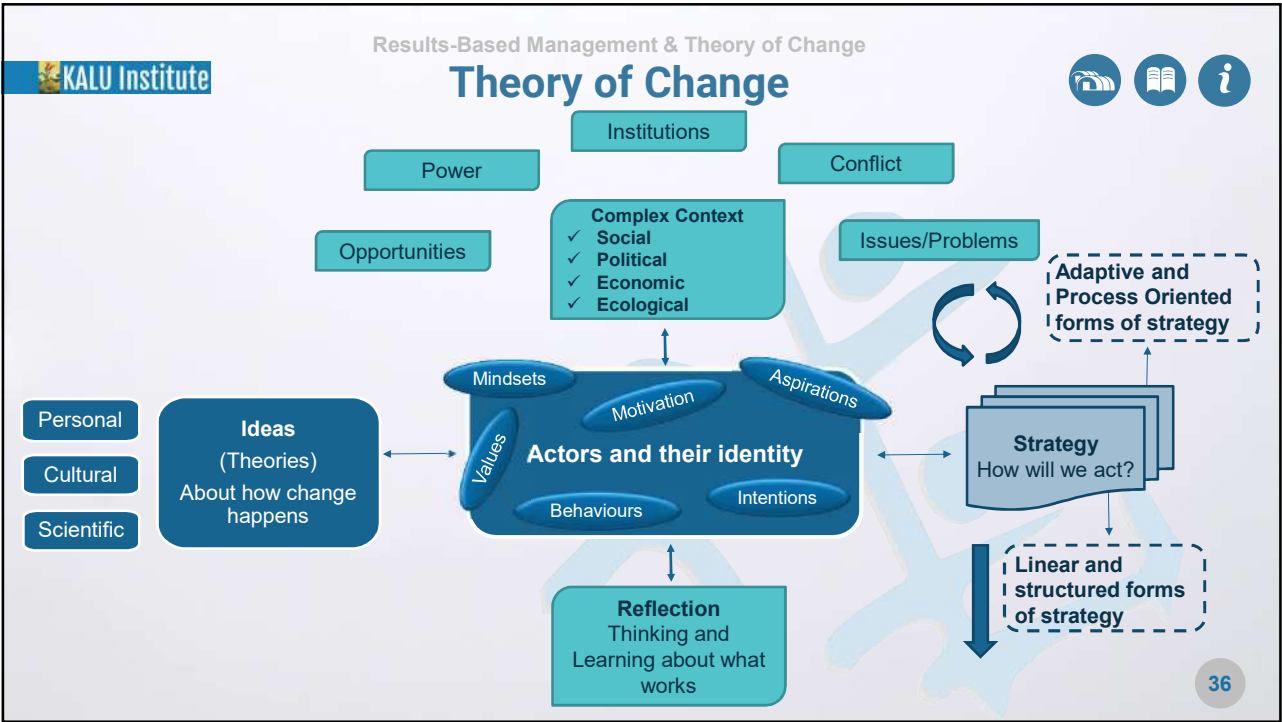 Results-Based Management & Theory of Change
KALU Institute
Theory of Change
i
Institutions
Power
Conflict
Opportunities
Complex Context
✓ Social
✓ Political
✓ Economic
✓ Ecological
Issues/Problems
Adaptive and
Process Oriented
forms of strategy
Mindsets
Motivation
Aspirations
Values
Actors and their identity
Behaviours
Intentions
Personal
Cultural
Scientific
Ideas
(Theories)
About how change
happens
Strategy
How will we act?
Linear and
structured forms
of strategy
Reflection
Thinking and
Learning about what
works
36